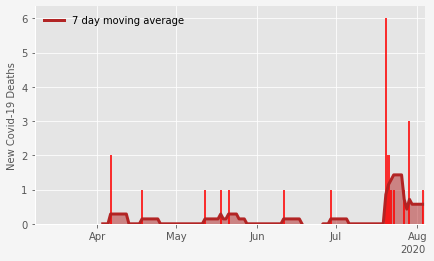 7 day moving average
New Covid-19 Deaths
6
5
4
3
2
1
0
Apr
May
Jun
Jul
Aug
2020